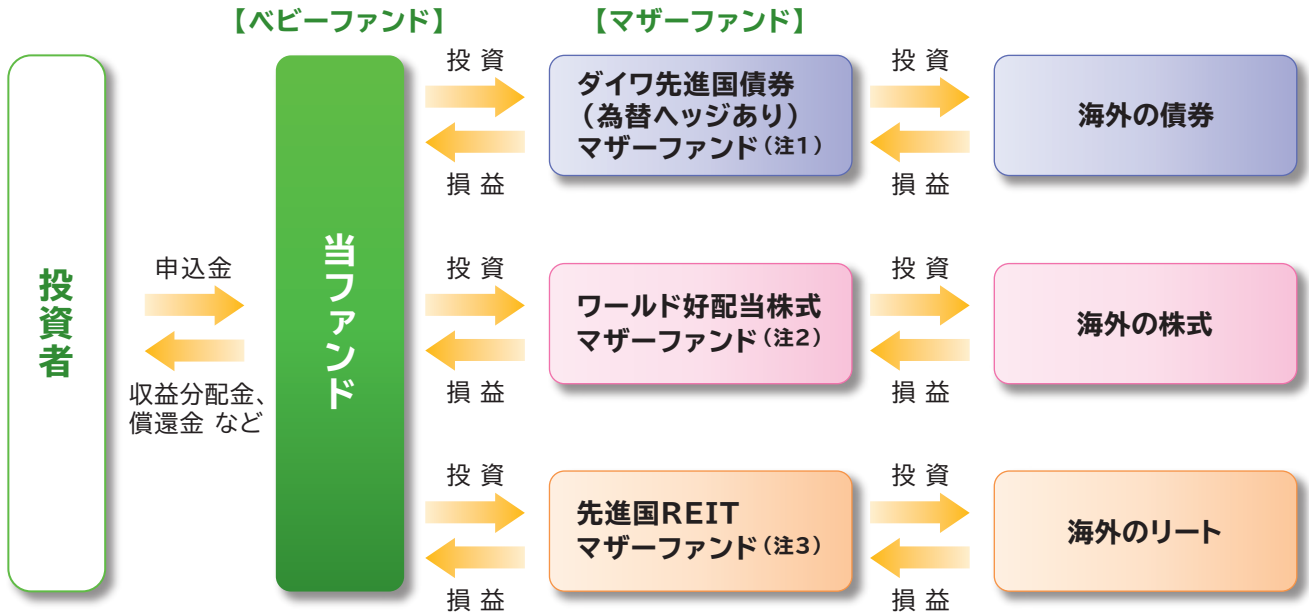 【ベビーファンド】
【マザーファンド】
投資者
申込金
収益分配金、
償還金 など
当ファンド
投 資
損 益
ダイワ先進国債券
（為替ヘッジあり）
マザーファンド（注1）
投 資
損 益
海外の債券
投 資
損 益
ワールド好配当株式
マザーファンド（注2）
投 資
損 益
海外の株式
投 資
損 益
先進国REIT
マザーファンド（注3）
投 資
損 益
海外のリート